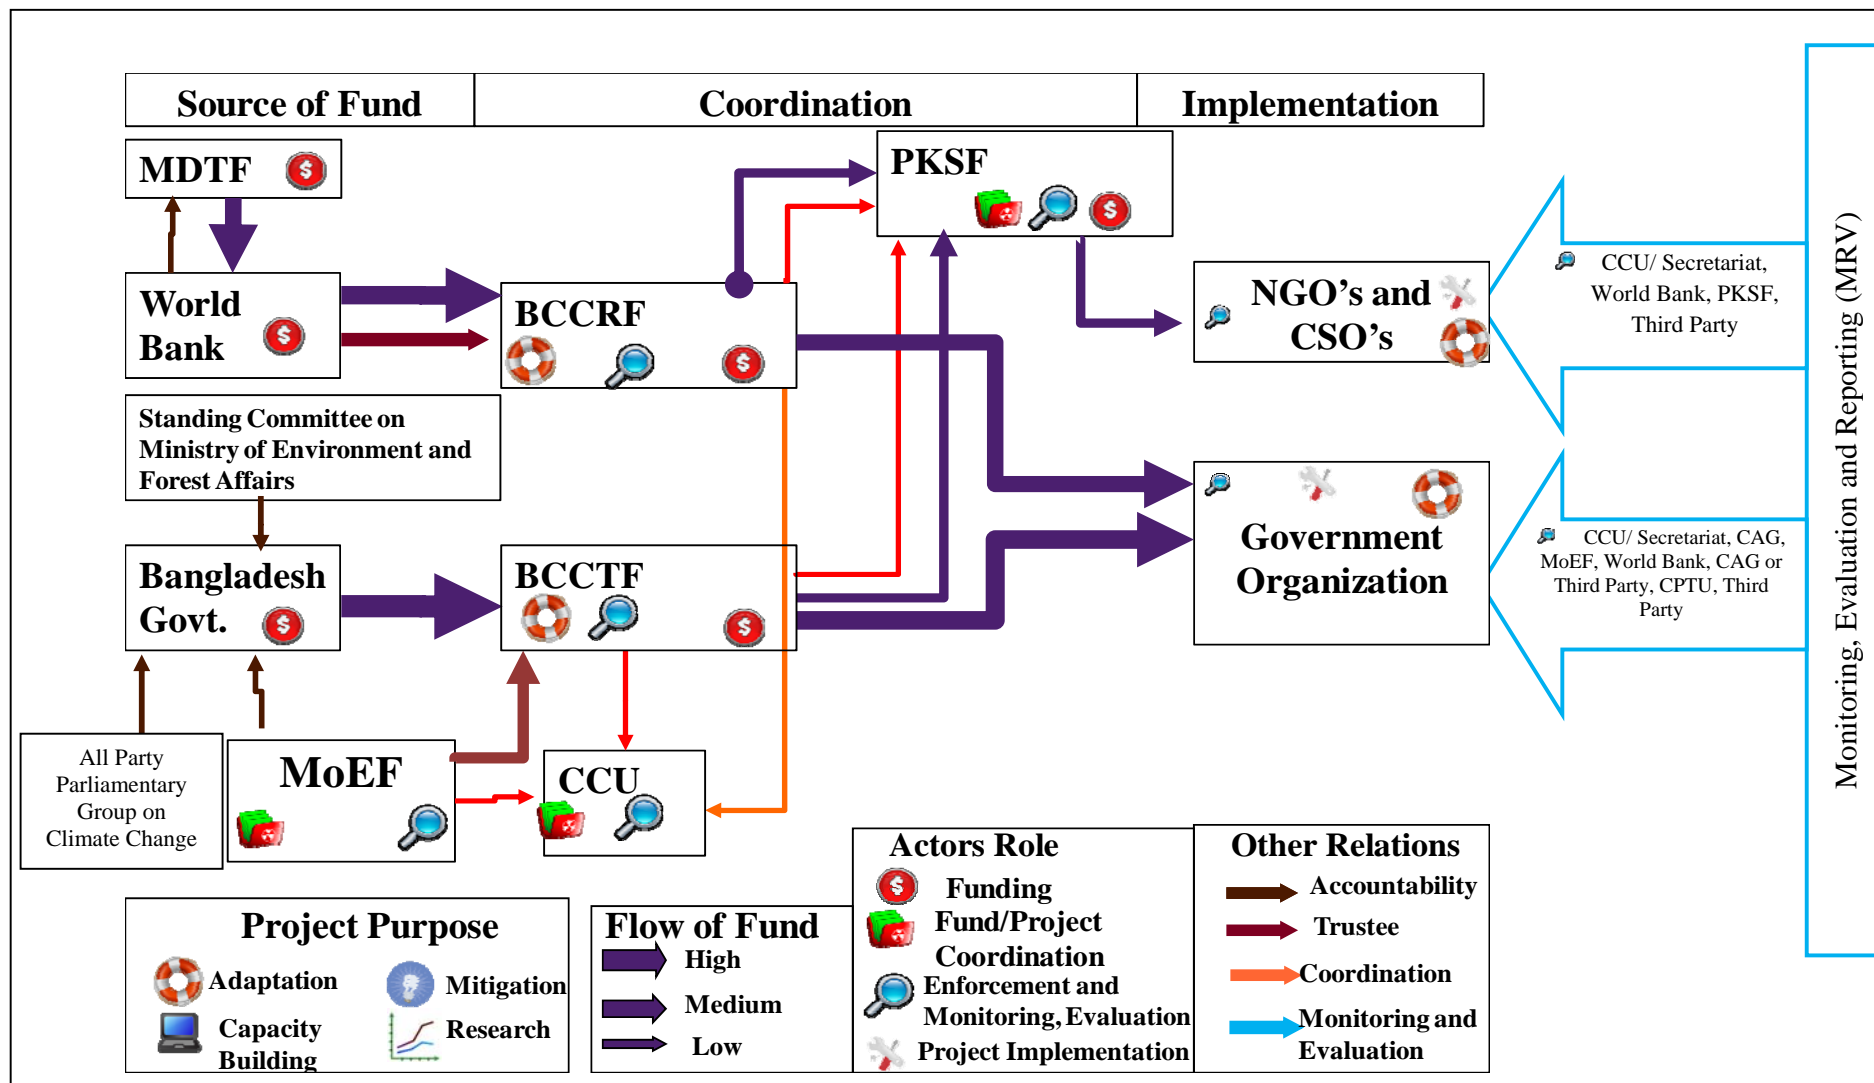 Source of Fund
Coordination
Implementation
MDTF
PKSF
World
Bank
BCCRF
NGO's and
CSO's
CCU/ Secretariat,
World Bank, PKSF,
Third Party
Monitoring, Evaluation and Reporting (MRV)
Standing Committee on
Ministry of Environment and
Forest Affairs
Bangladesh
Govt.
BCCTF
Government
Organization
CCU/ Secretariat, CAG,
MoEF, World Bank, CAG or
Third Party, CPTU, Third
Party
All Party
Parliamentary
Group on
Climate Change
MoEF
CCU
Project Purpose
Adaptation
Mitigation
Capacity
Building
Research
Flow of Fund
High
Medium
Low
Actors Role
Funding
Fund/Project
Coordination
Enforcement and
Monitoring, Evaluation
Project Implementation
Other Relations
Accountability
Trustee
Coordination
Monitoring and
Evaluation